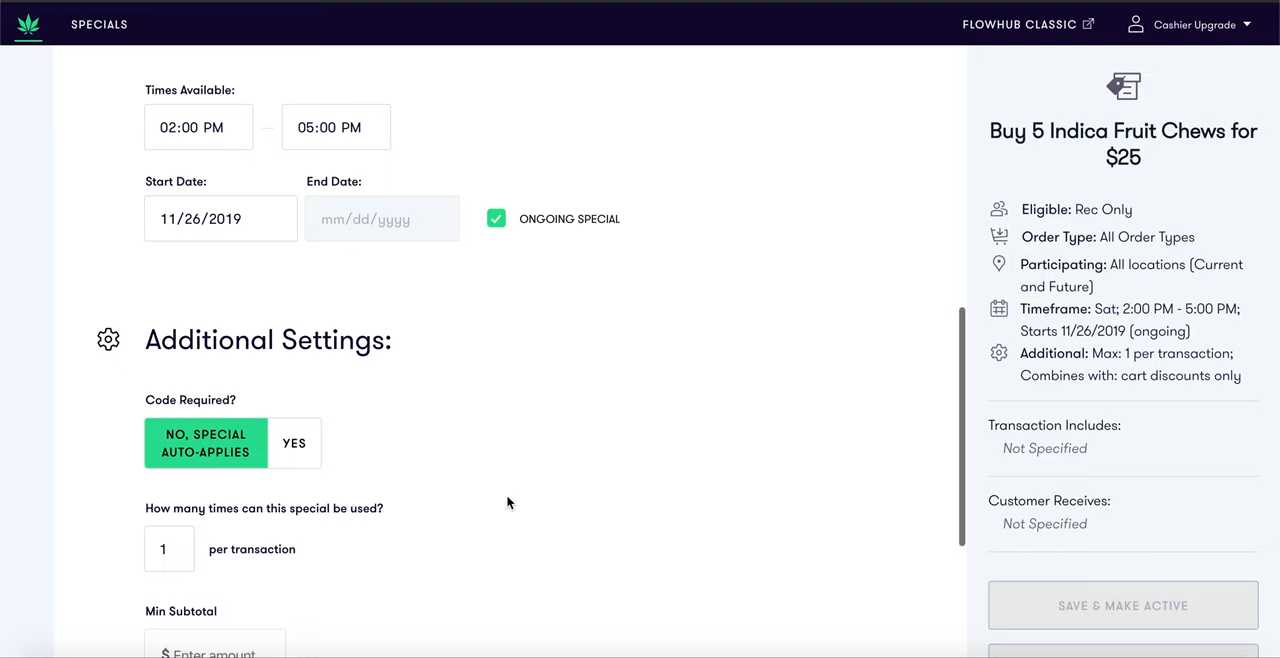 SPECIALS
FLOWHUB CLASSIC
Cashier Upgrade
Times Available:
02:00 PM
05:00 PM
Start Date:
End Date:
11/26/2019
mm/dd/yyyy
ONGOING SPECIAL
Additional Settings:
Code Required?
NO, SPECIAL
AUTO-APPLIES
YES
How many times can this special be used?
1
per transaction
Min Subtotal
$ Enter amount
Buy 5 Indica Fruit Chews for
$25
Eligible: Rec Only
Order Type: All Order Types
Participating: All locations (Current
and Future)
Timeframe: Sat; 2:00 PM - 5:00 PM;
Starts 11/26/2019 (ongoing)
Additional: Max: 1 per transaction;
Combines with: cart discounts only
Transaction Includes:
Not Specified
Customer Receives:
Not Specified
SAVE & MAKE ACTIVE